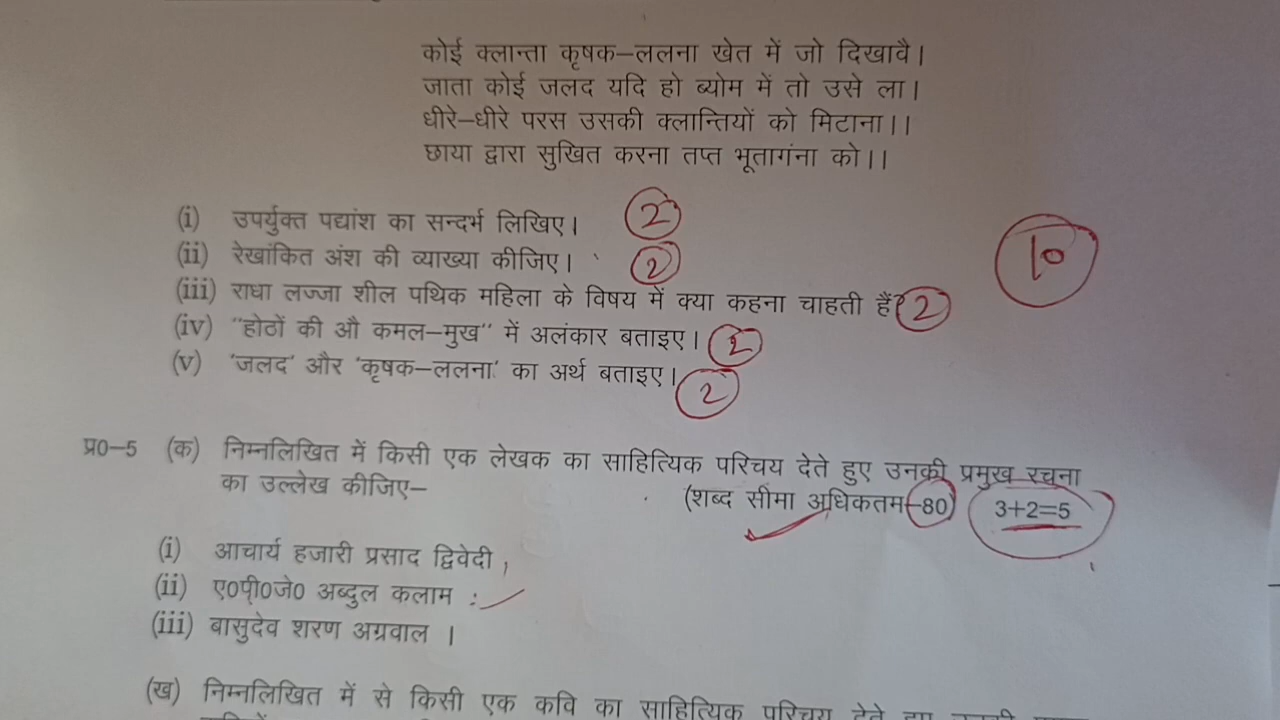 कोई क्लान्ता कृषक–ललना खेत में जो दिखावै।
जाता कोई जलद यदि हो ब्योम में तो उसे ला।
धीरे–धीरे परस उसकी क्लान्तियों को मिटाना।।
छाया द्वारा सुखित करना तप्त भूतागंना को।।
(i) उपर्युक्त पद्यांश का सन्दर्भ लिखिए। 2
(ii) रेखांकित अंश की व्याख्या कीजिए। 2
10
(iii) राधा लज्जा शील पथिक महिला के विषय में क्या कहना चाहती हैं? 2
(iv) "होठों की औ कमल–मुख" में अलंकार बताइए। 2
(v) 'जलद' और 'कृषक–ललना' का अर्थ बताइए। 2
प्र0–5 (क) निम्नलिखित में किसी एक लेखक का साहित्यिक परिचय देते हुए उनकी प्रमुख रचना
का उल्लेख कीजिए– (शब्द सीमा अधिकतम–80) 3+2=5
(i) आचार्य हजारी प्रसाद द्विवेदी
(ii) ए0पी0जे0 अब्दुल कलाम :
(iii) बासुदेव शरण अग्रवाल ।
(ख) निम्नलिखित में से किसी एक कवि का साहित्यिक परिचय देते हुए